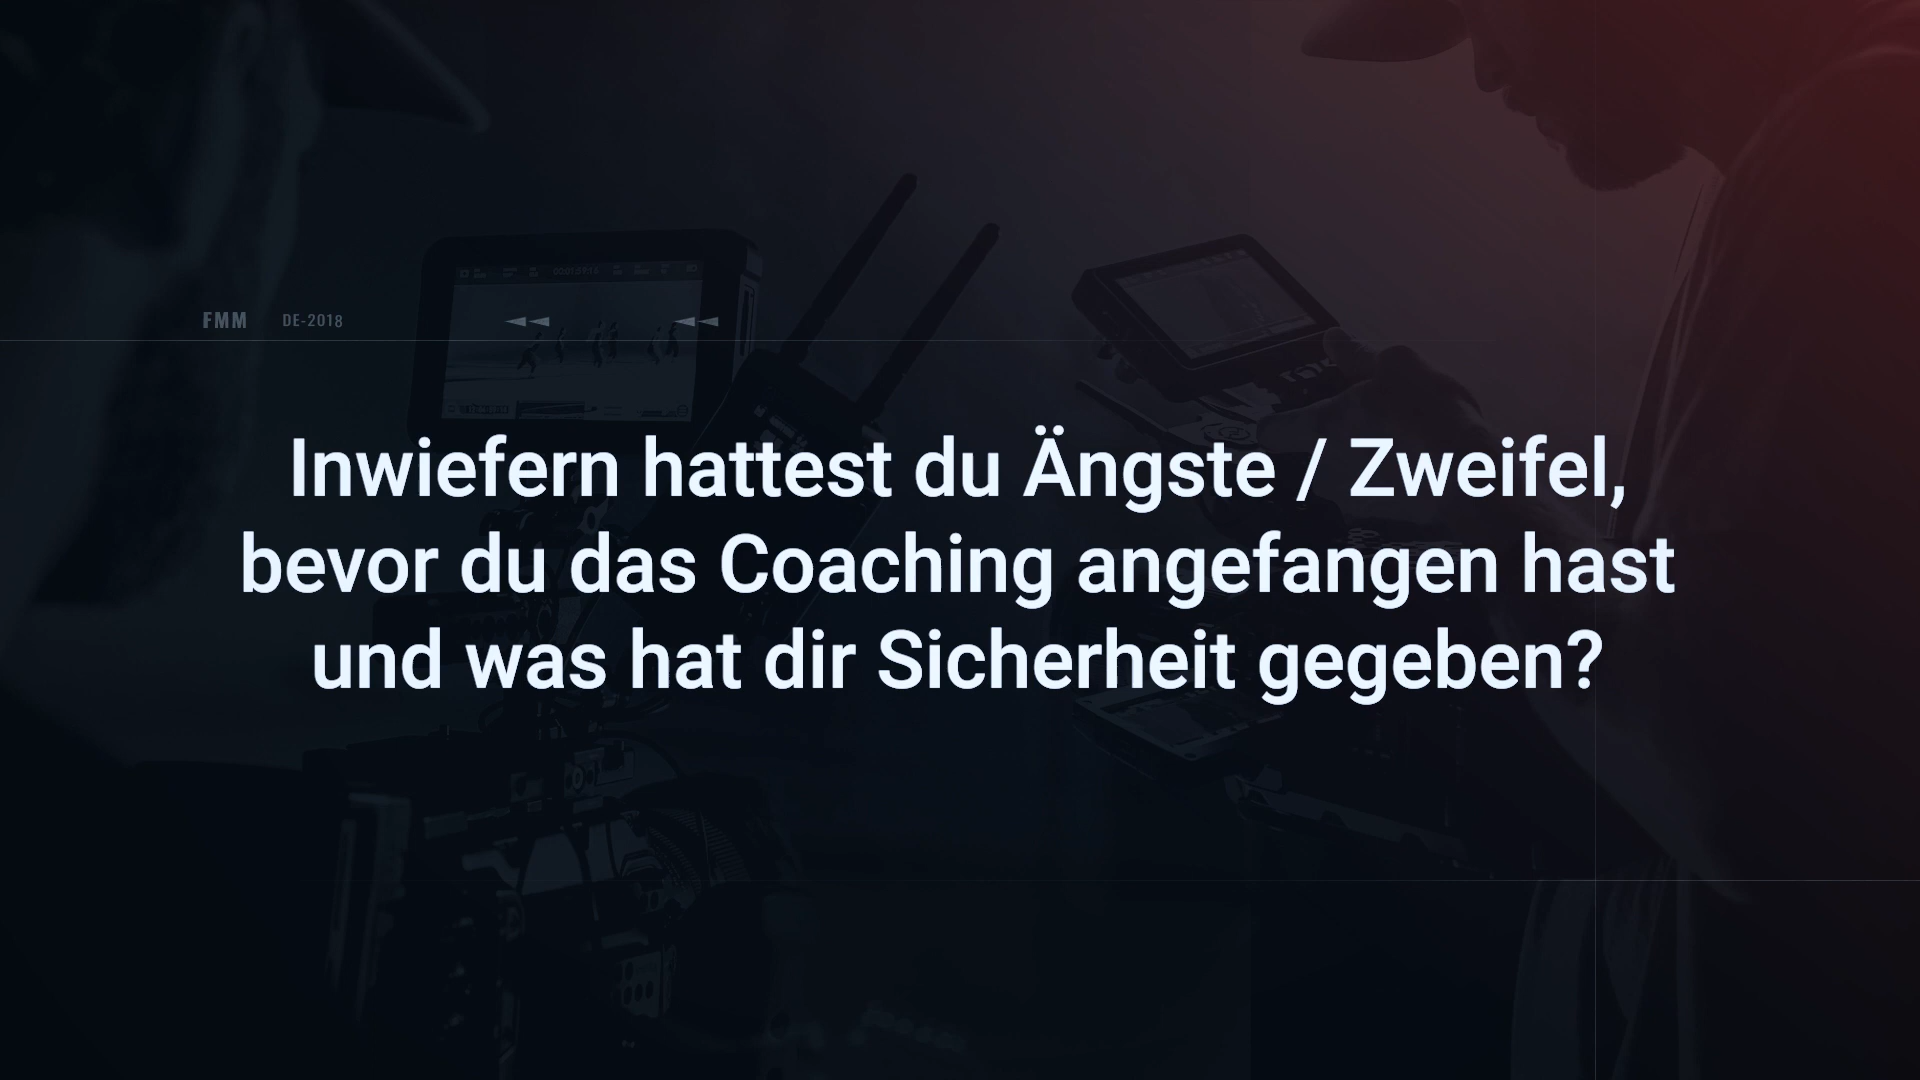 FMM DE-2018
Inwiefern hattest du Ängste / Zweifel,
bevor du das Coaching angefangen hast
und was hat dir Sicherheit gegeben?